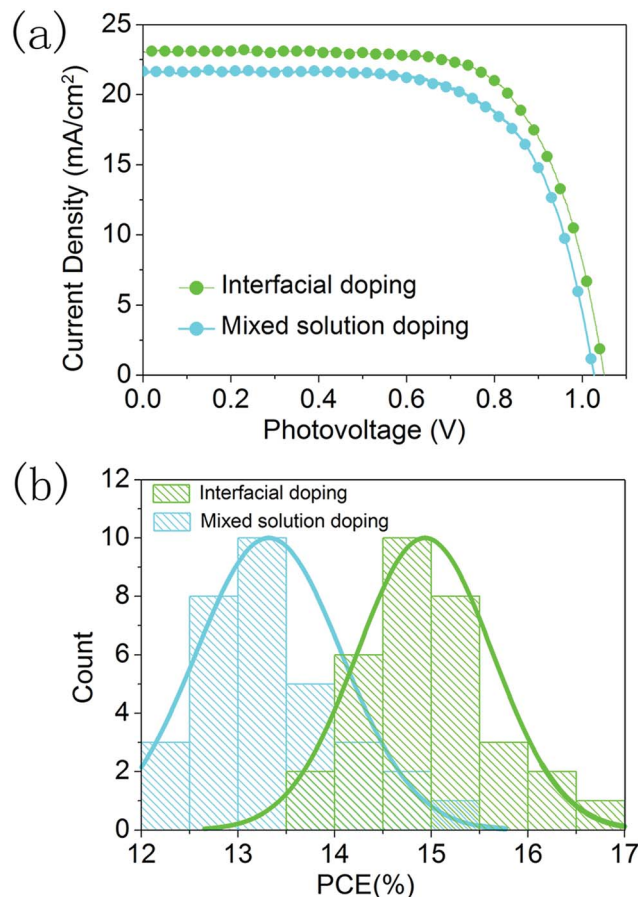 (a)
25
20
15
10
5
0
Current Density (mA/cm²)
Interfacial doping
Mixed solution doping
0.0 0.2 0.4 0.6 0.8 1.0
Photovoltage (V)
(b)
12
10
8
6
4
2
0
Count
Interfacial doping
Mixed solution doping
12 13 14 15 16 17
PCE(%)